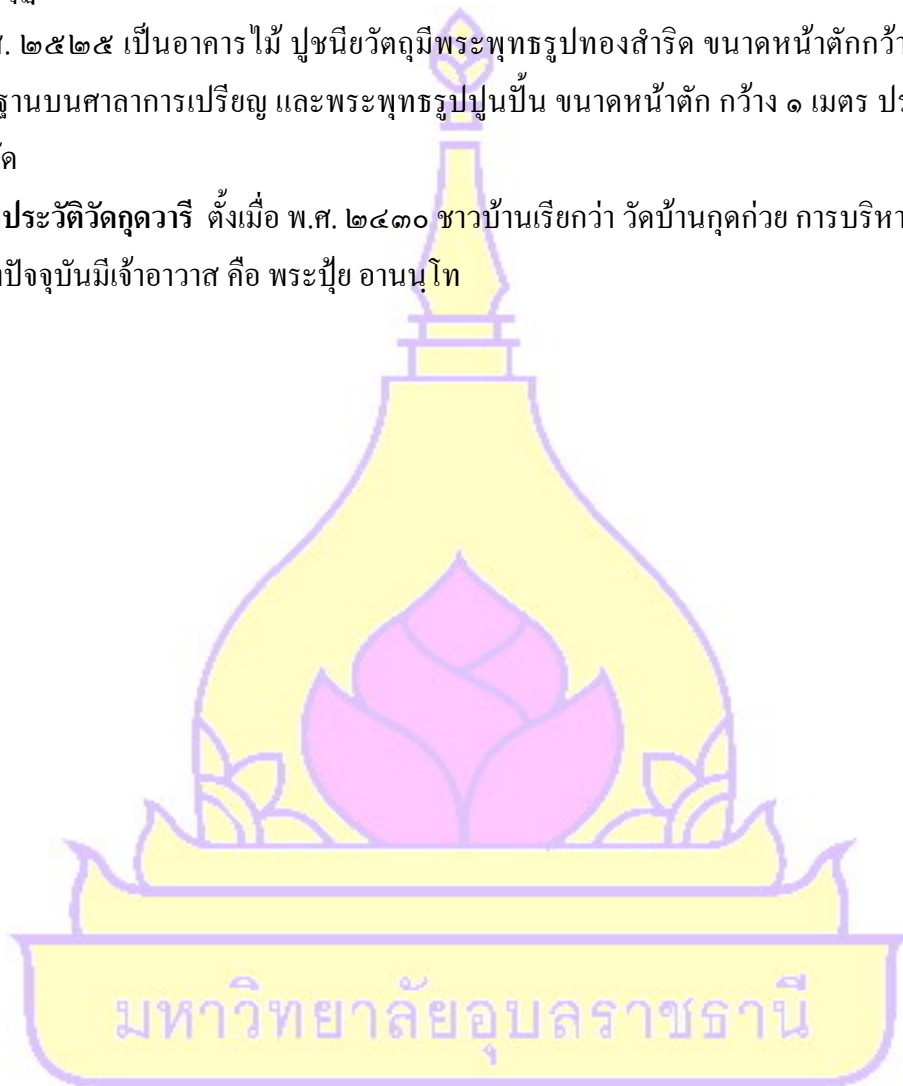 . ๒๕๒๕ เป็นอาคารไม้ ปูชนียวัตถุมีพระพุทธรูปทองสำริด ขนาดหน้าตักกว้า
ฐานบนศาลาการเปรียญ และพระพุทธรูปปูนปั้น ขนาดหน้าตัก กว้าง ๑ เมตร ประ
ัด
ประวัติวัดกุดวารี ตั้งเมื่อ พ.ศ. ๒๔๓๐ ชาวบ้านเรียกว่า วัดบ้านกุดก่วย การบริหา
ปัจจุบันมีเจ้าอาวาส คือ พระปุ้ย อานนฺโท
มหาวิทยาลัยอุบลราชธานี